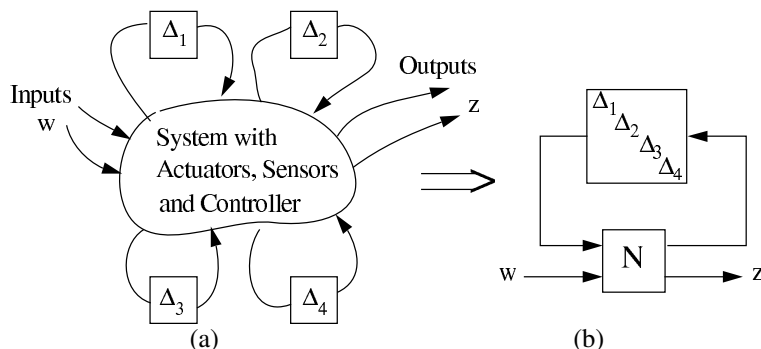 Δ1
Δ2
Outputs
z
Inputs
w
System with
Actuators, Sensors
and Controller
Δ3
Δ4
(a)
Δ1
Δ2
Δ3
Δ4
N
w
z
(b)